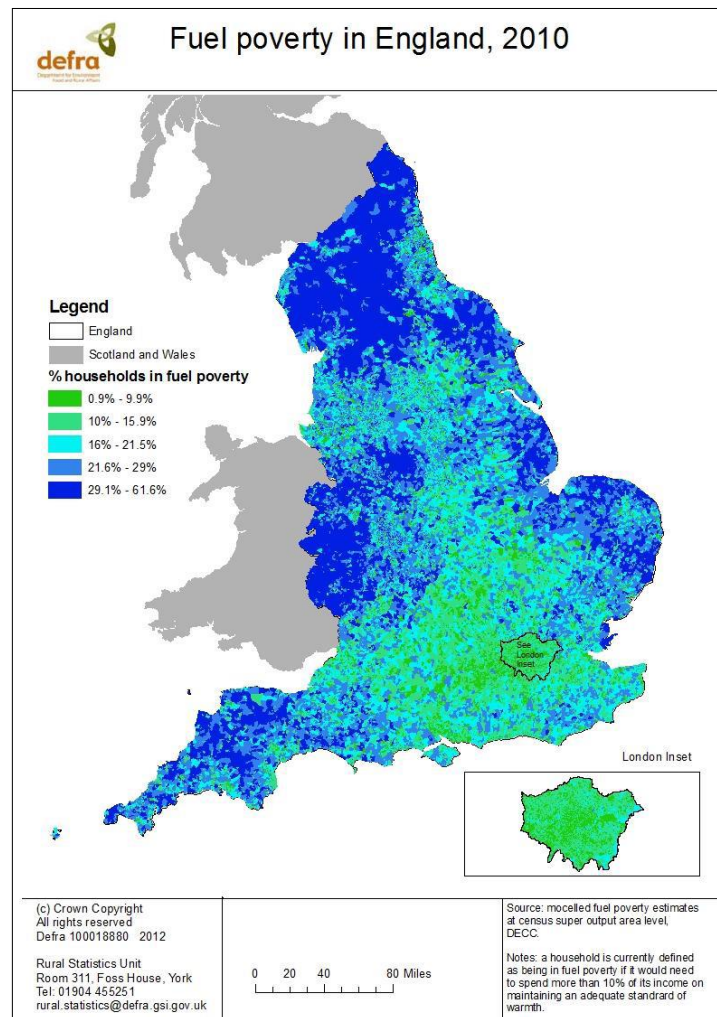 defra
Department for Environment
Food and Rural Affairs
Fuel poverty in England, 2010
Legend
England
Scotland and Wales
% households in fuel poverty
0.9% - 9.9%
10% - 15.9%
16% - 21.5%
21.6% - 29%
29.1% - 61.6%
See
London
Inset
London Inset
(c) Crown Copyright
All rights reserved
Defra 100018880 2012
Rural Statistics Unit
Room 311, Foss House, York
Tel: 01904 455251
rural.statistics@defra.gsi.gov.uk
0 20 40 80 Miles
Source: mocelled fuel poverty estimates
at census super output area level,
DECC.
Notes: a household is currently defined
as being in fuel poverty if it would need
to spend more than 10% of its income on
maintaining an adequate standrard of
warmth.